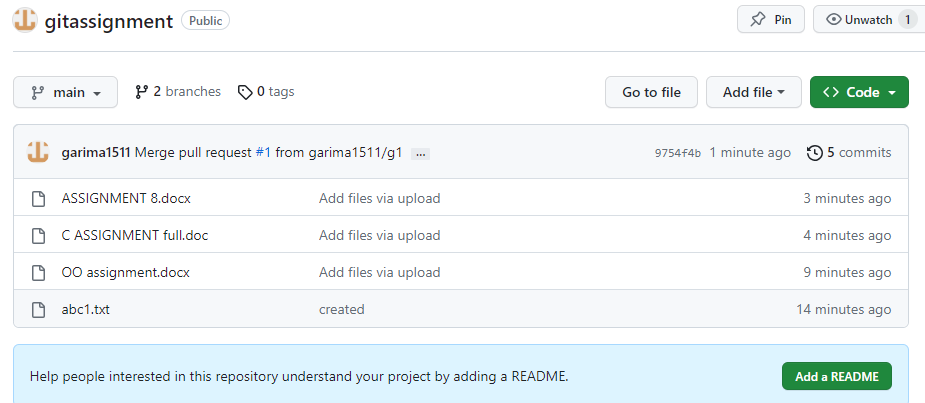 gitassignment Public Pin Unwatch 1
main 2 branches 0 tags Go to file Add file Code
garima1511 Merge pull request #1 from garima1511/g1 ... 9754f4b 1 minute ago 5 commits
ASSIGNMENT 8.docx Add files via upload 3 minutes ago
C ASSIGNMENT full.doc Add files via upload 4 minutes ago
OO assignment.docx Add files via upload 9 minutes ago
abc1.txt created 14 minutes ago
Help people interested in this repository understand your project by adding a README. Add a README